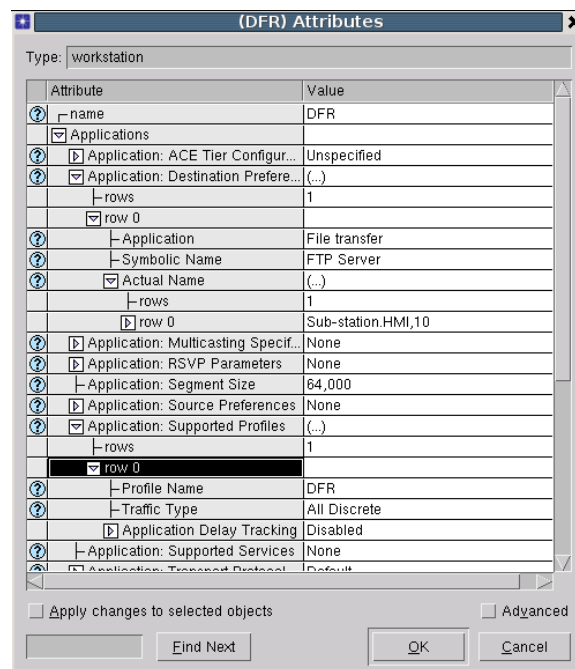 (DFR) Attributes
Type: workstation
Attribute Value
name DFR
Applications
Application: ACE Tier Configur... Unspecified
Application: Destination Prefere... (...)
rows 1
row 0
Application File transfer
Symbolic Name FTP Server
Actual Name (...)
rows 1
row 0 Sub-station.HMI,10
Application: Multicasting Specif... None
Application: RSVP Parameters None
Application: Segment Size 64,000
Application: Source Preferences None
Application: Supported Profiles (...)
rows 1
row 0
Profile Name DFR
Traffic Type All Discrete
Application Delay Tracking Disabled
Application: Supported Services None
Application: Transport Protocol Default
Apply changes to selected objects Advanced
Find Next OK Cancel